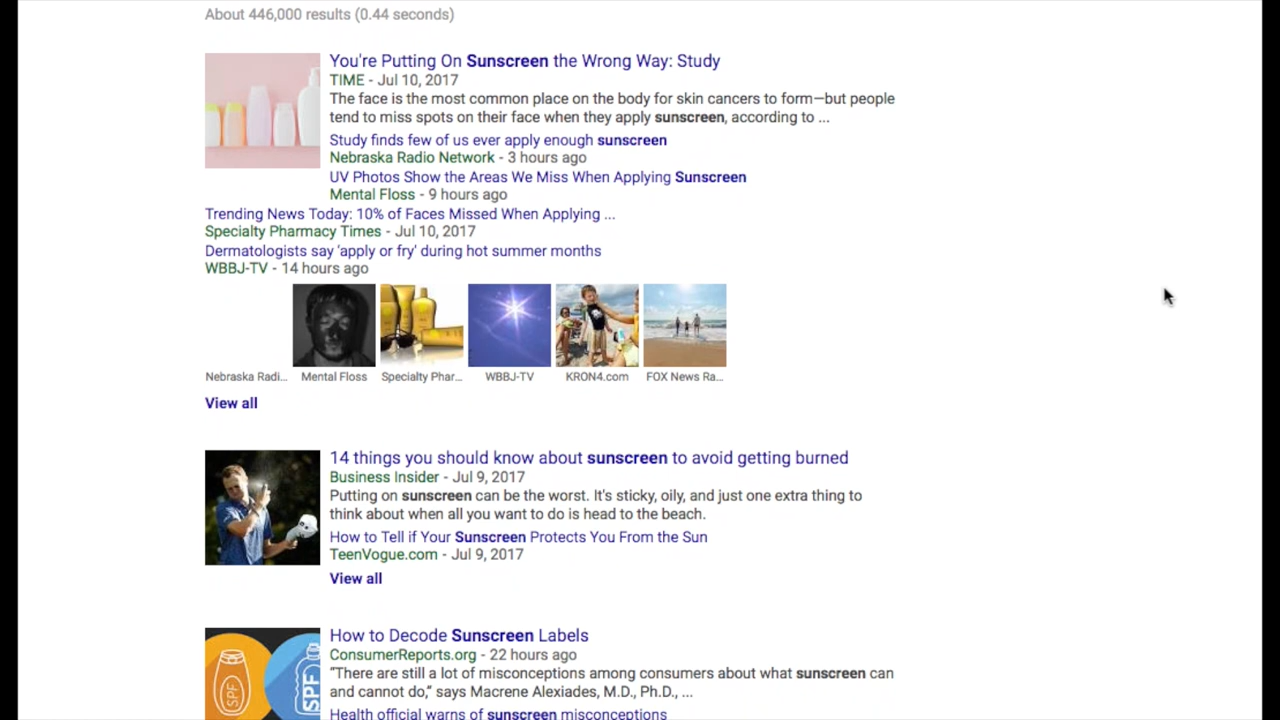 About 446,000 results (0.44 seconds)
You're Putting On Sunscreen the Wrong Way: Study
TIME - Jul 10, 2017
The face is the most common place on the body for skin cancers to form—but people
tend to miss spots on their face when they apply sunscreen, according to ...
Study finds few of us ever apply enough sunscreen
Nebraska Radio Network - 3 hours ago
UV Photos Show the Areas We Miss When Applying Sunscreen
Mental Floss - 9 hours ago
Trending News Today: 10% of Faces Missed When Applying ...
Specialty Pharmacy Times - Jul 10, 2017
Dermatologists say 'apply or fry' during hot summer months
WBBJ-TV - 14 hours ago
Nebraska Radi... Mental Floss Specialty Phar... WBBJ-TV KRON4.com FOX News Ra...
View all
14 things you should know about sunscreen to avoid getting burned
Business Insider - Jul 9, 2017
Putting on sunscreen can be the worst. It's sticky, oily, and just one extra thing to
think about when all you want to do is head to the beach.
How to Tell if Your Sunscreen Protects You From the Sun
TeenVogue.com - Jul 9, 2017
View all
How to Decode Sunscreen Labels
ConsumerReports.org - 22 hours ago
“There are still a lot of misconceptions among consumers about what sunscreen can
and cannot do,” says Macrene Alexiades, M.D., Ph.D., ...
SPF SPF
Health official warns of sunscreen misconceptions